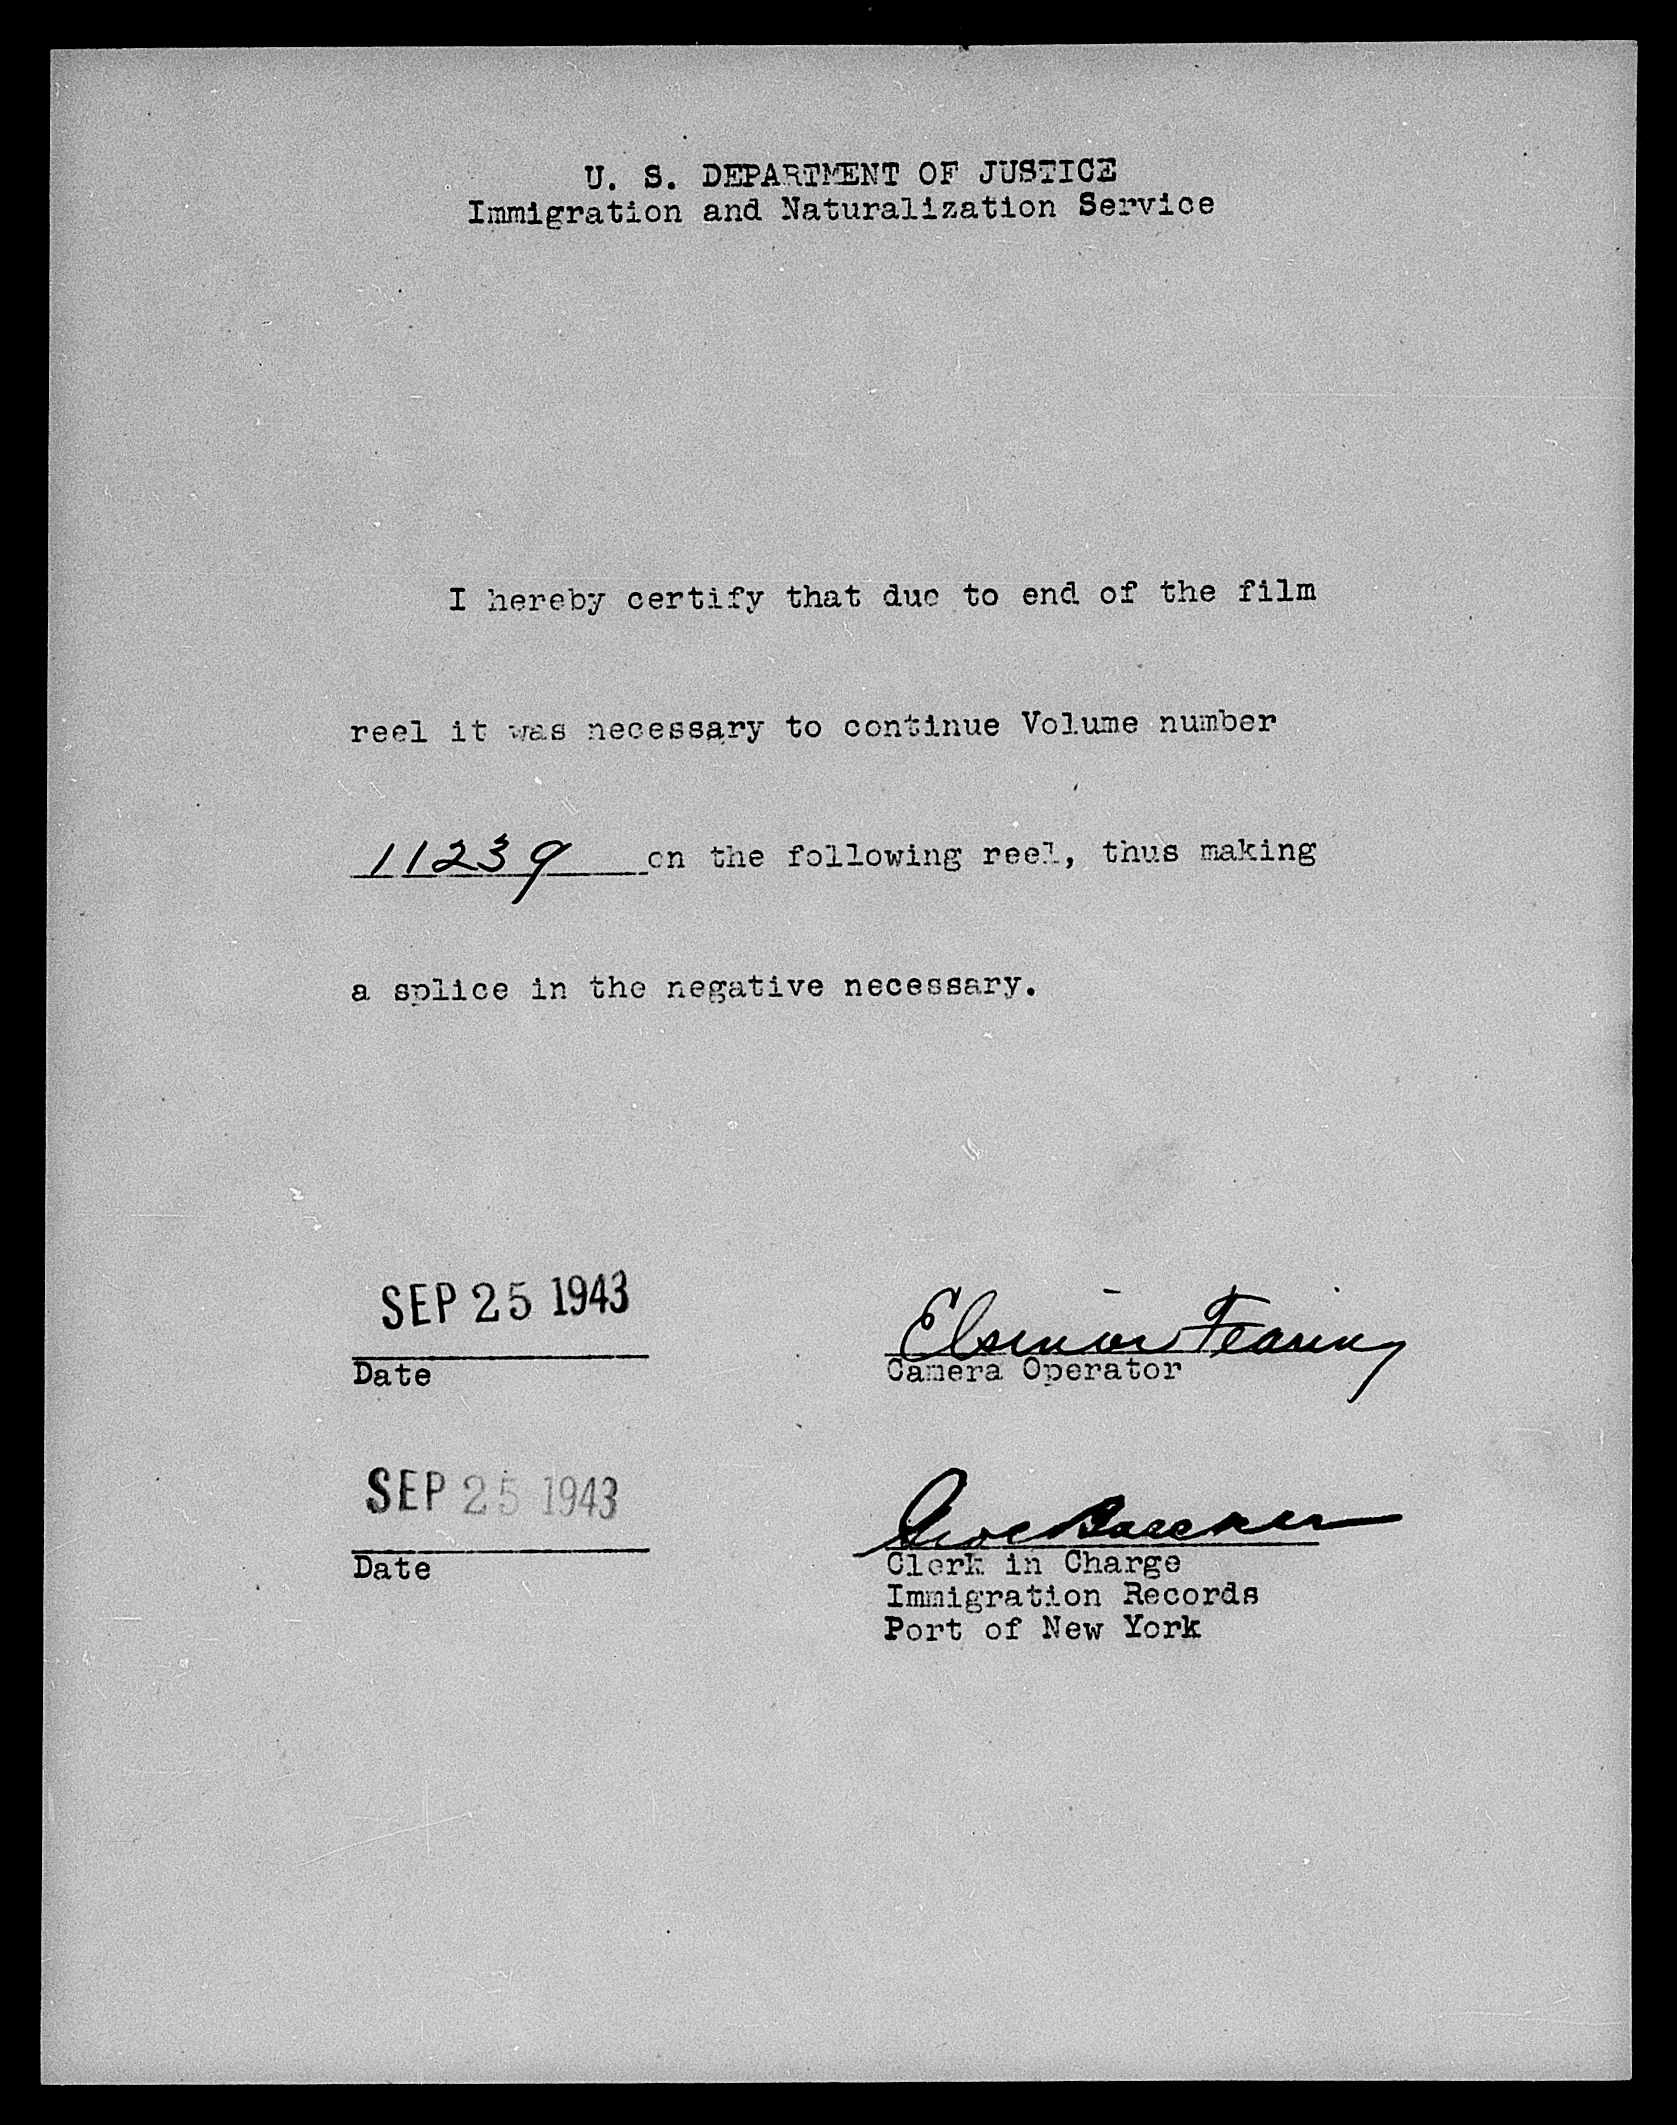 U. S. DEPARTMENT OF JUSTICE
Immigration and Naturalization Service
I hereby certify that due to end of the film
reel it was necessary to continue Volume number
11239 on the following reel, thus making
a splice in the negative necessary.
SEP 25 1943
Date
Fearing
Camera Operator
SEP 25 1943
Date
Clerk in Charge
Immigration Records
Port of New York